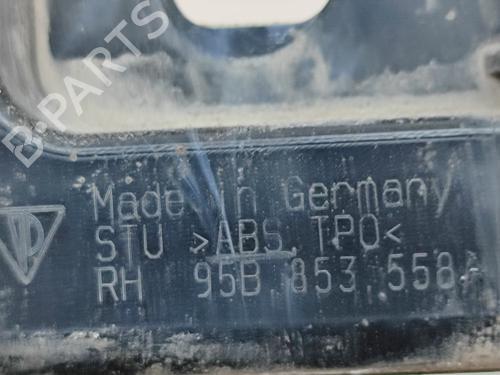 B-PARTS
Made in Germany
STU >ABS.TPO<
RH 95B.853.558